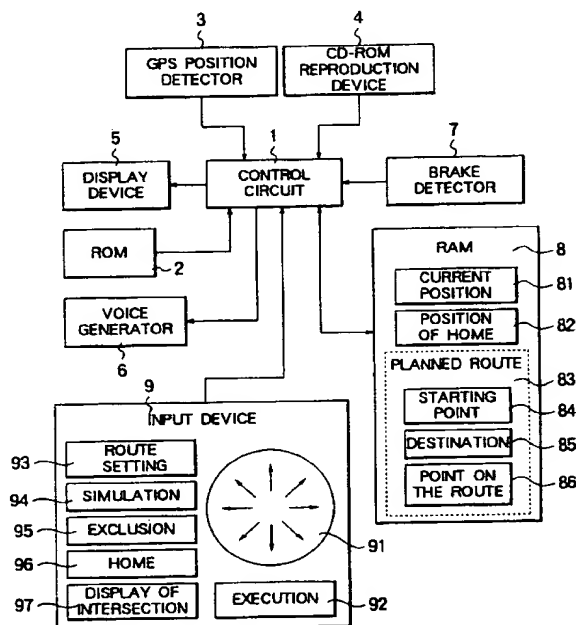 3
GPS POSITION
DETECTOR
4
CD-ROM
REPRODUCTION
DEVICE
5
DISPLAY
DEVICE
1
CONTROL
CIRCUIT
7
BRAKE
DETECTOR
ROM
2
VOICE
GENERATOR
6
RAM
8
CURRENT
POSITION
81
POSITION
OF HOME
82
PLANNED ROUTE
83
STARTING
POINT
84
DESTINATION
85
POINT ON
THE ROUTE
86
9
INPUT DEVICE
93
ROUTE
SETTING
94
SIMULATION
95
EXCLUSION
96
HOME
97
DISPLAY OF
INTERSECTION
91
EXECUTION
92